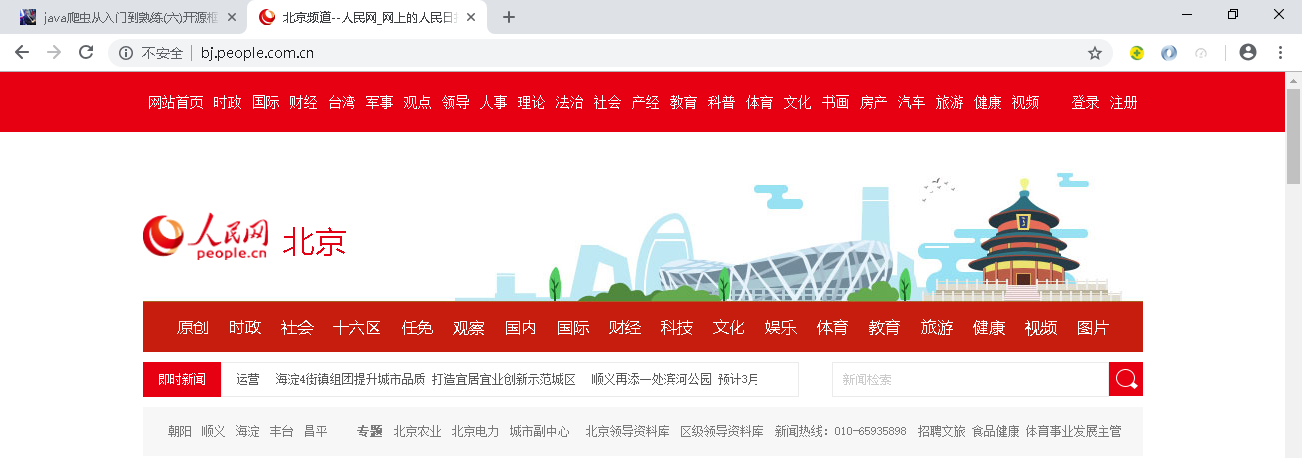 java爬虫从入门到熟练(六)开源框 北京频道--人民网_网上的人民日
不安全 bj.people.com.cn
网站首页 时政 国际 财经 台湾 军事 观点 领导 人事 理论 法治 社会 产经 教育 科普 体育 文化 书画 房产 汽车 旅游 健康 视频 登录 注册
人民网 北京
people.cn
原创 时政 社会 十六区 任免 观察 国内 国际 财经 科技 文化 娱乐 体育 教育 旅游 健康 视频 图片
即时新闻 运营 海淀4街镇组团提升城市品质 打造宜居宜业创新示范城区 顺义再添一处滨河公园 预计3月 新闻检索
朝阳 顺义 海淀 丰台 昌平 专题 北京农业 北京电力 城市副中心 北京领导资料库 区级领导资料库 新闻热线：010-65935898 招聘文旅 食品健康 体育事业发展主管